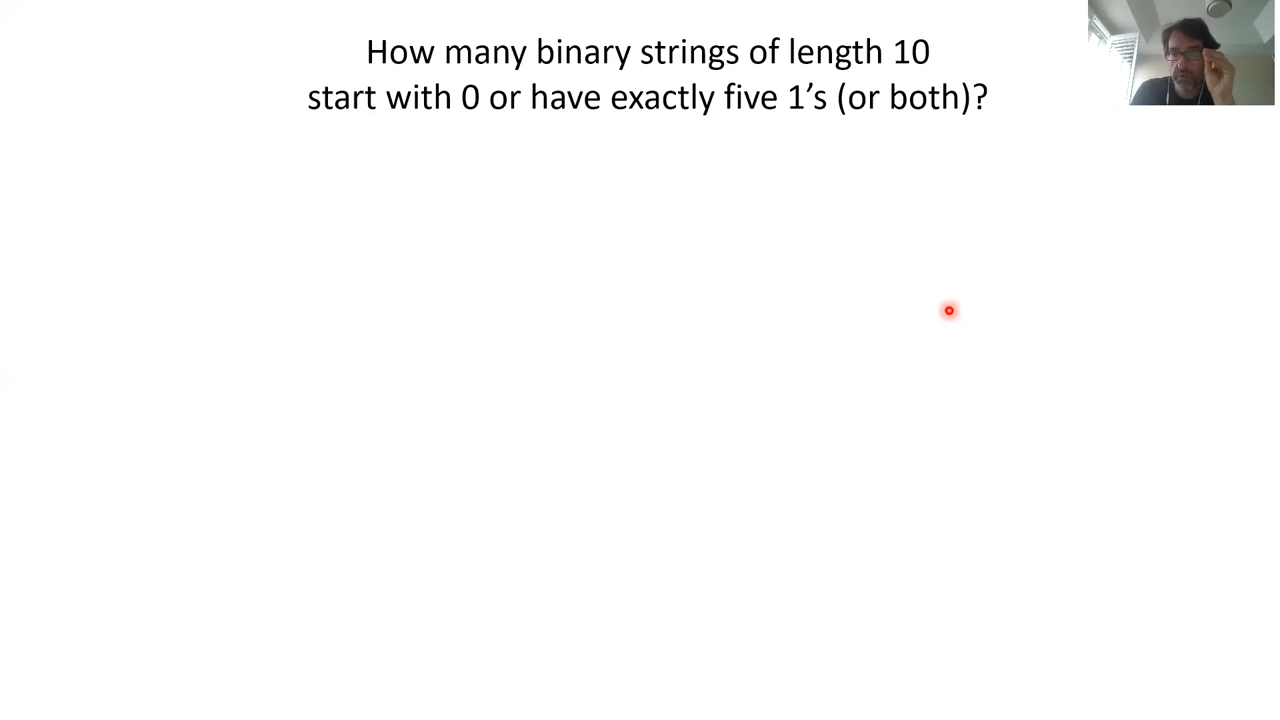 How many binary strings of length 10
start with 0 or have exactly five 1’s (or both)?